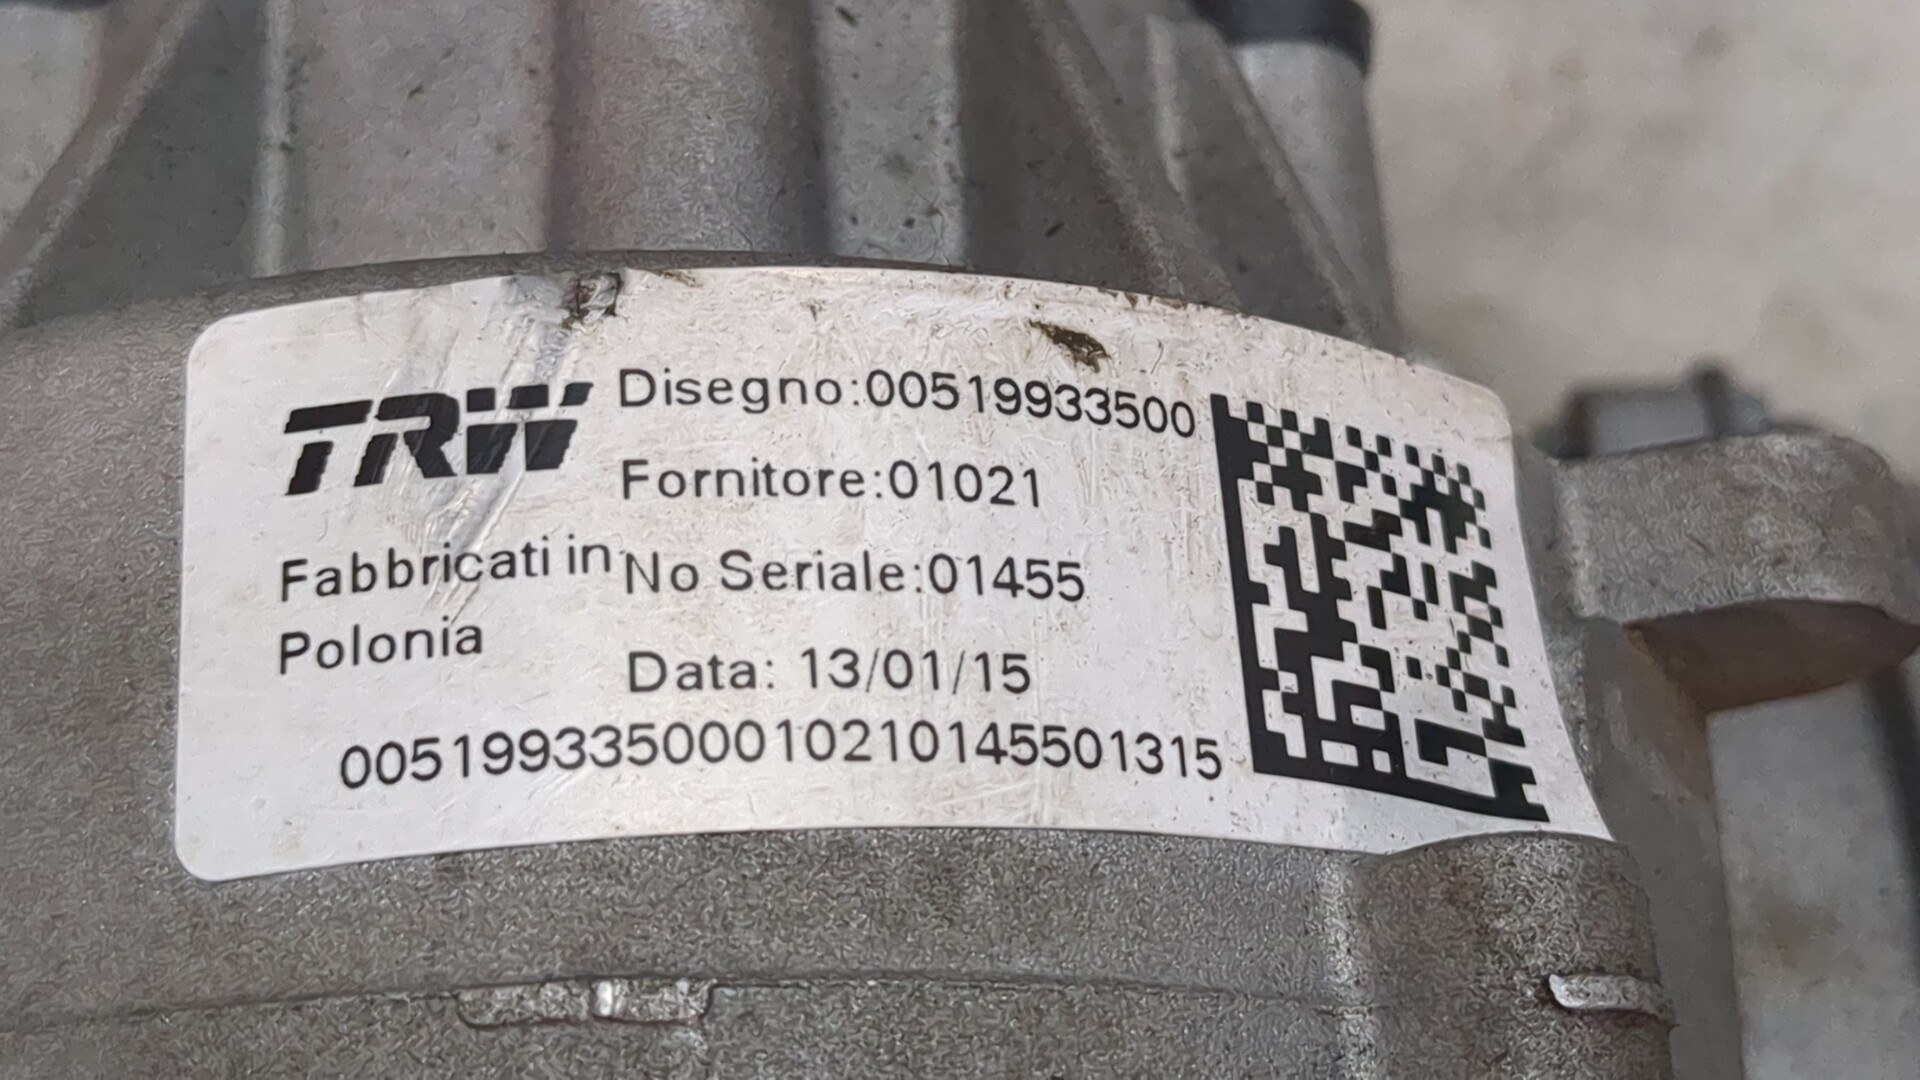 TRW
Disegno:00519933500
Fornitore:01021
Fabbricati in
Polonia
No Seriale:01455
Data: 13/01/15
00519933500010210145501315